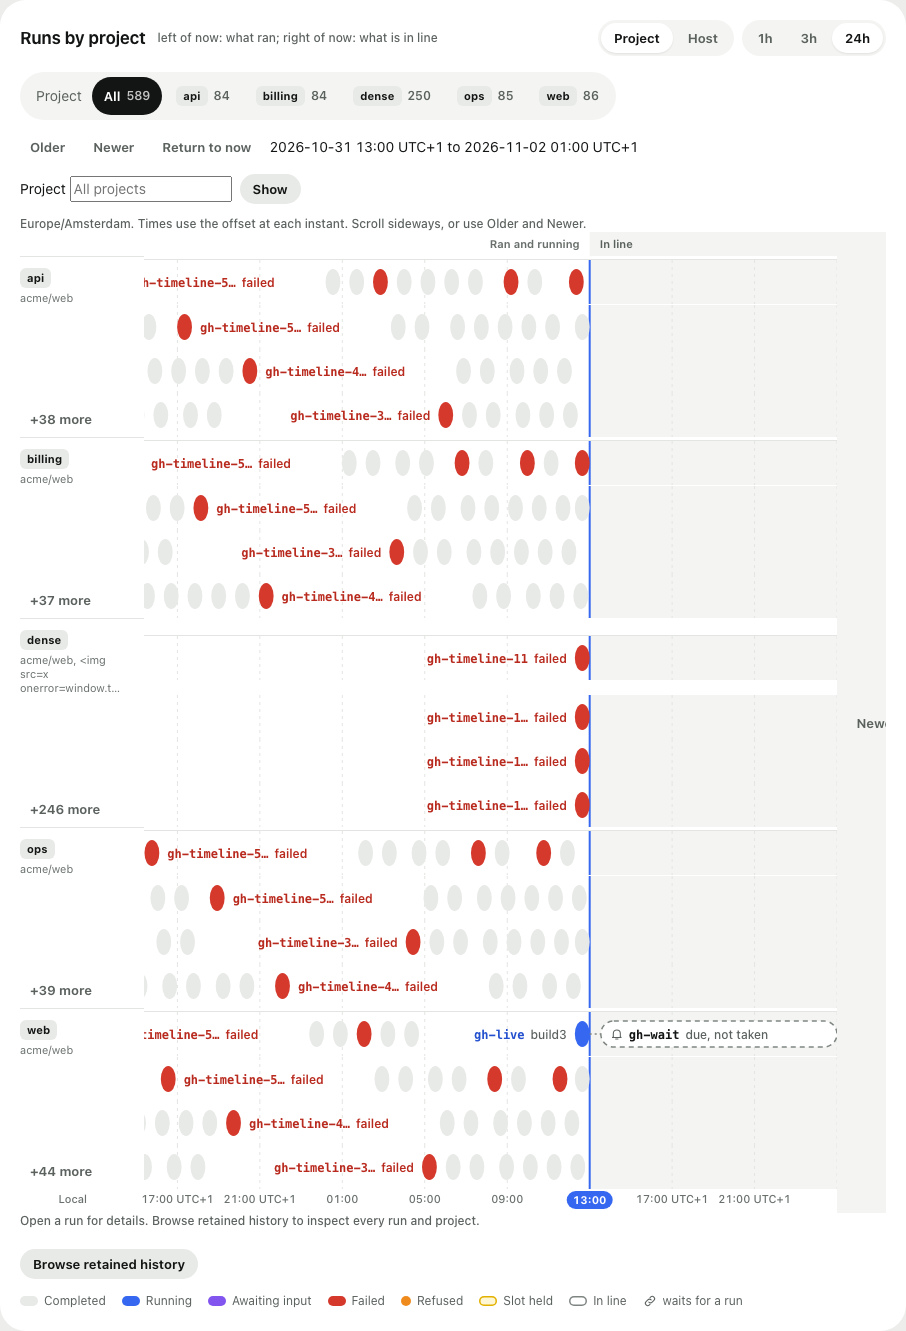 Runs by project left of now: what ran; right of now: what is in line Project Host 1h 3h 24h
Project All 589 api 84 billing 84 dense 250 ops 85 web 86
Older Newer Return to now 2026-10-31 13:00 UTC+1 to 2026-11-02 01:00 UTC+1
Project All projects Show
Europe/Amsterdam. Times use the offset at each instant. Scroll sideways, or use Older and Newer.
Ran and running In line
api
acme/web
h-timeline-5… failed
gh-timeline-5… failed
gh-timeline-4… failed
gh-timeline-3… failed
+38 more
billing
acme/web
gh-timeline-5… failed
gh-timeline-5… failed
gh-timeline-3… failed
gh-timeline-4… failed
+37 more
dense
acme/web, <img
src=x
onerror=window.t…
gh-timeline-11 failed
gh-timeline-1… failed
gh-timeline-1… failed
gh-timeline-1… failed
+246 more
Newe
ops
acme/web
gh-timeline-5… failed
gh-timeline-5… failed
gh-timeline-3… failed
gh-timeline-4… failed
+39 more
web
acme/web
timeline-5… failed
gh-live build3
gh-wait due, not taken
gh-timeline-5… failed
gh-timeline-4… failed
gh-timeline-3… failed
+44 more
Local 17:00 UTC+1 21:00 UTC+1 01:00 05:00 09:00 13:00 17:00 UTC+1 21:00 UTC+1
Open a run for details. Browse retained history to inspect every run and project.
Browse retained history
Completed Running Awaiting input Failed Refused Slot held In line waits for a run